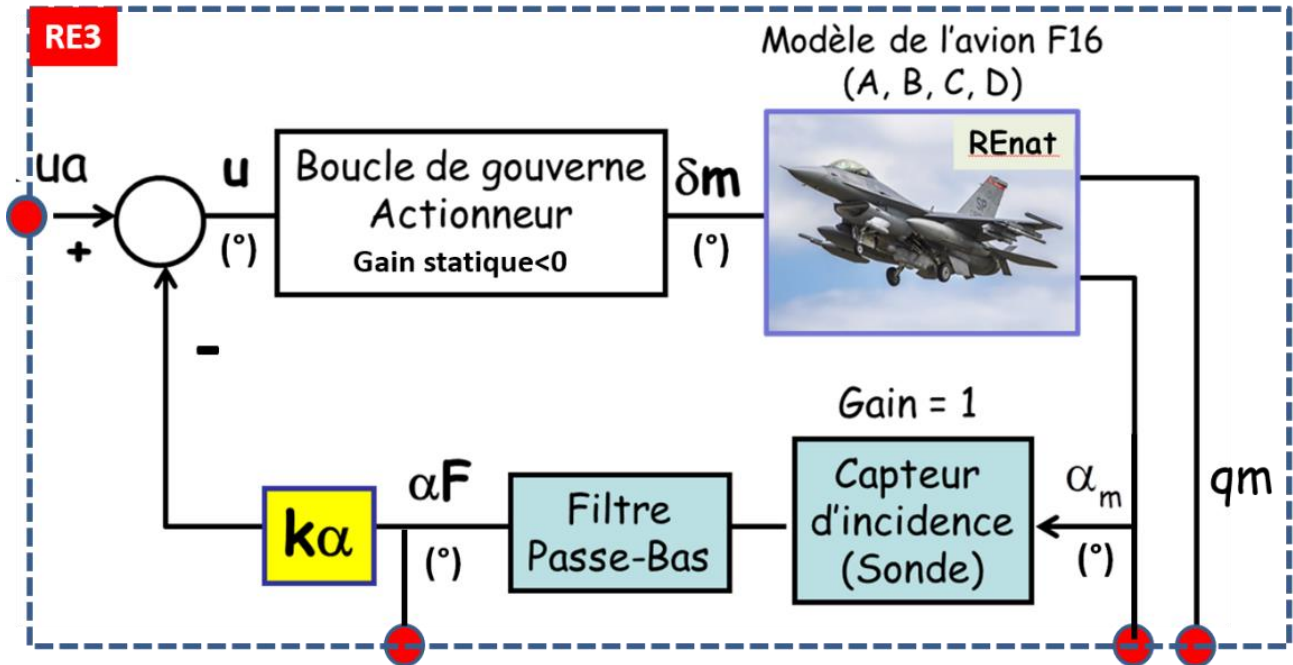 RE3
Modèle de l'avion F16
(A, B, C, D)
REnat
ua
+
u
(°)
Boucle de gouverne
Actionneur
Gain statique<0
δm
(°)
SP
-
Gain = 1
kα
αF
(°)
Filtre
Passe-Bas
Capteur
d'incidence
(Sonde)
αm
(°)
qm